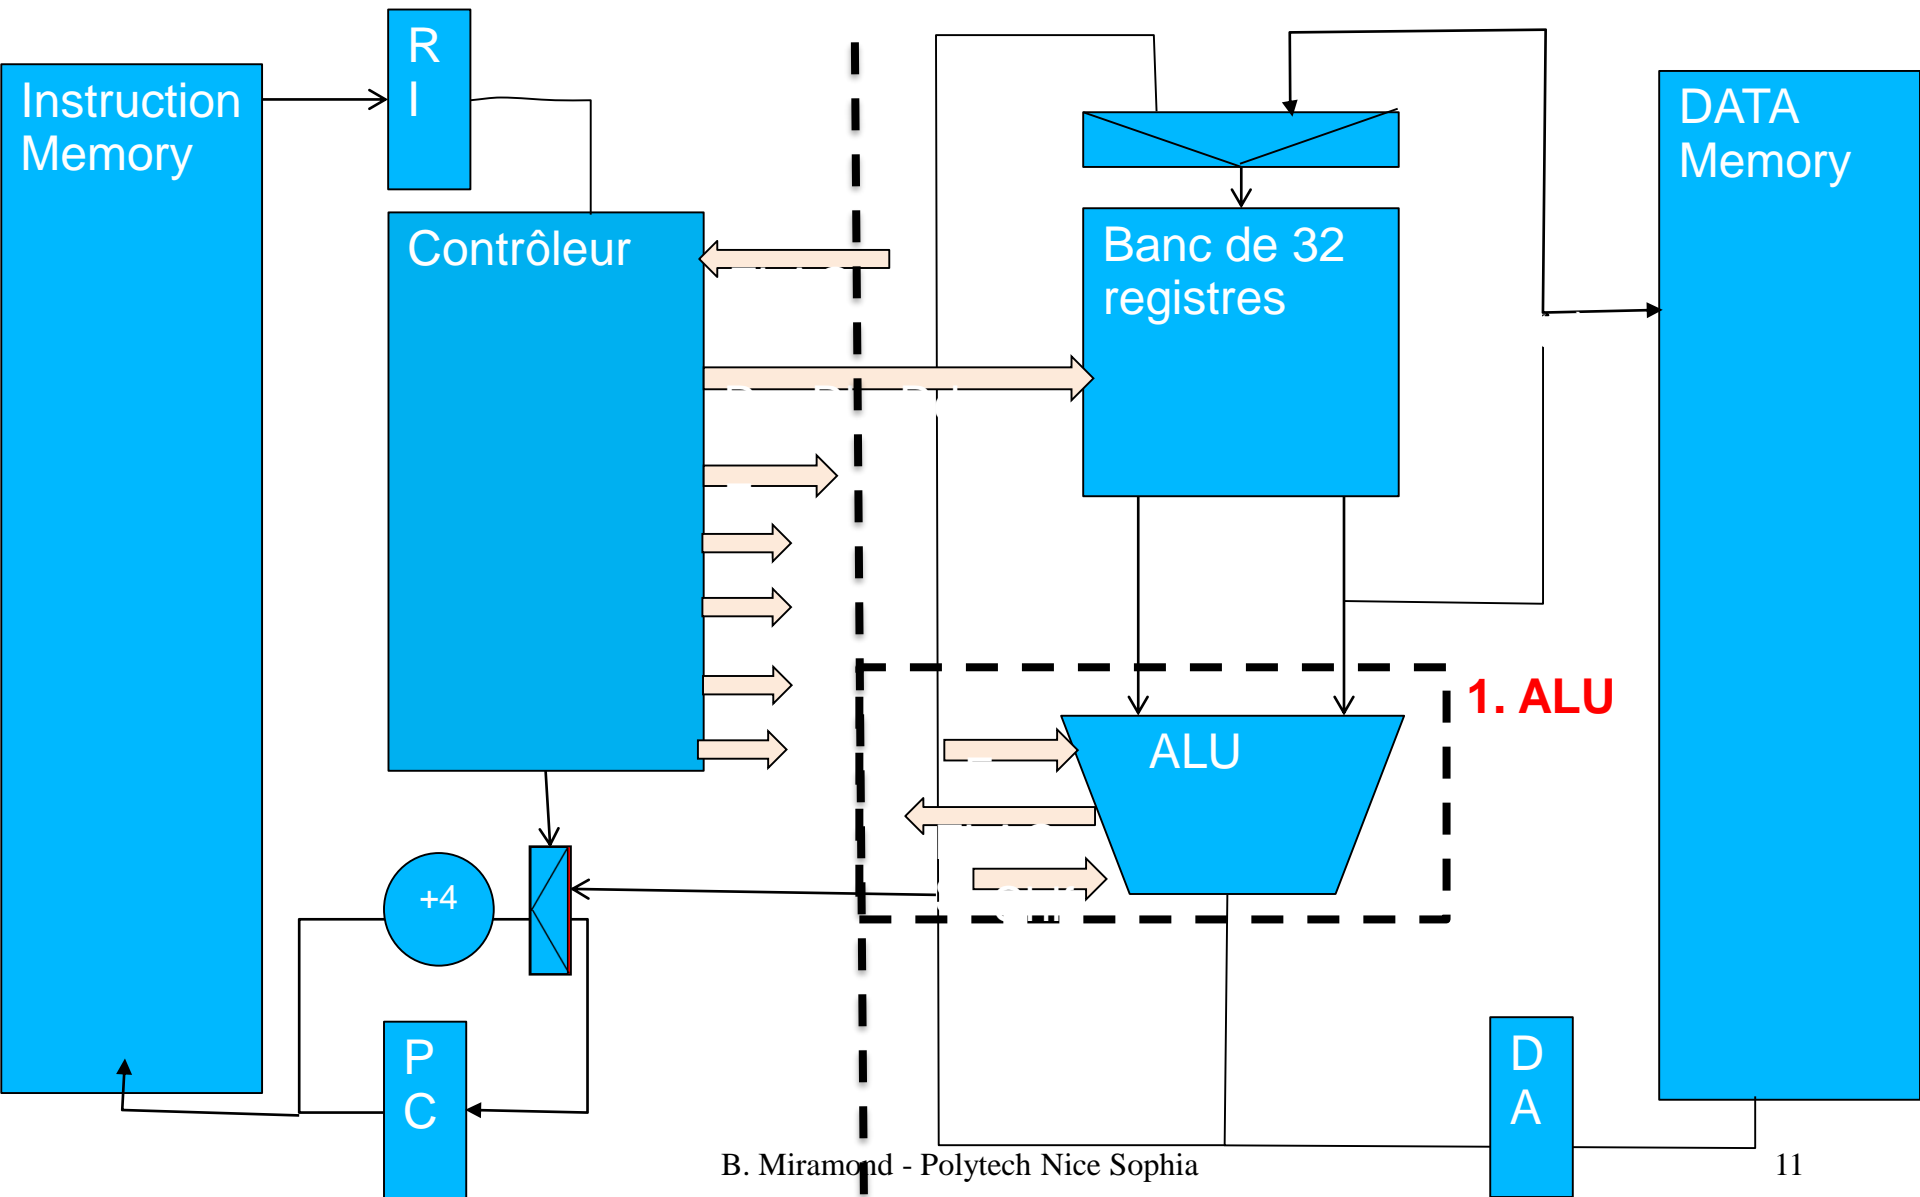 R
I
Instruction
Memory
DATA
Memory
Contrôleur
Banc de 32
registres
1. ALU
ALU
+4
P
C
D
A
B. Miramond - Polytech Nice Sophia
11